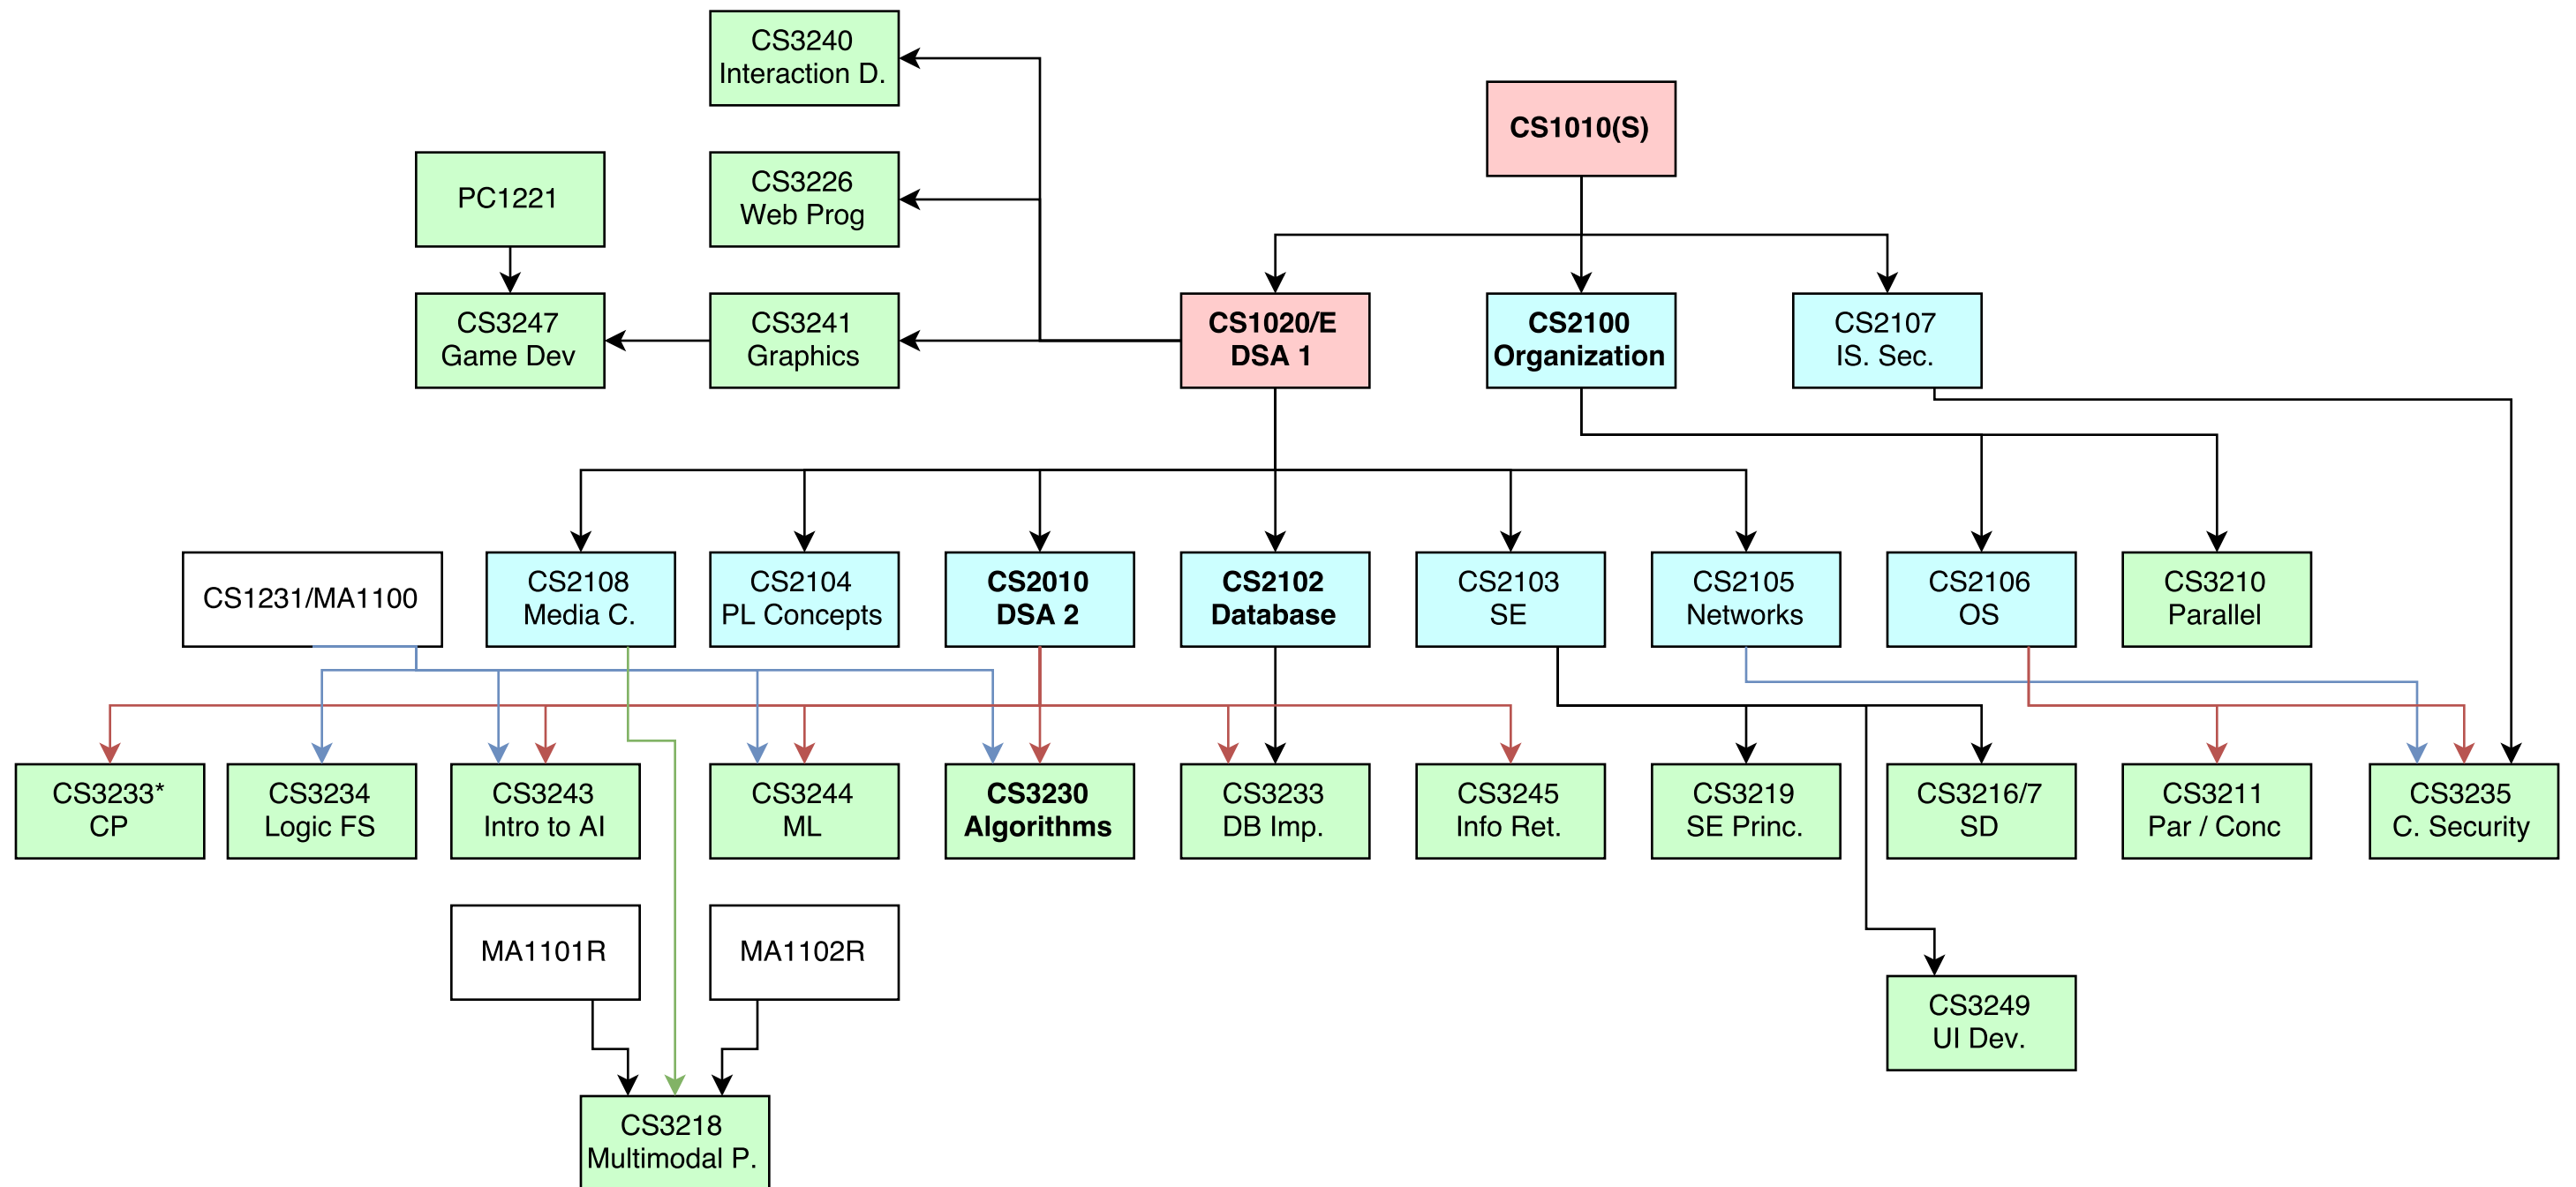 CS3240
Interaction D.
CS1010(S)
PC1221
CS3226
Web Prog
CS3247
Game Dev
CS3241
Graphics
CS1020/E
DSA 1
CS2100
Organization
CS2107
IS. Sec.
CS1231/MA1100
CS2108
Media C.
CS2104
PL Concepts
CS2010
DSA 2
CS2102
Database
CS2103
SE
CS2105
Networks
CS2106
OS
CS3210
Parallel
CS3233*
CP
CS3234
Logic FS
CS3243
Intro to AI
CS3244
ML
CS3230
Algorithms
CS3233
DB Imp.
CS3245
Info Ret.
CS3219
SE Princ.
CS3216/7
SD
CS3211
Par / Conc
CS3235
C. Security
MA1101R
MA1102R
CS3249
UI Dev.
CS3218
Multimodal P.